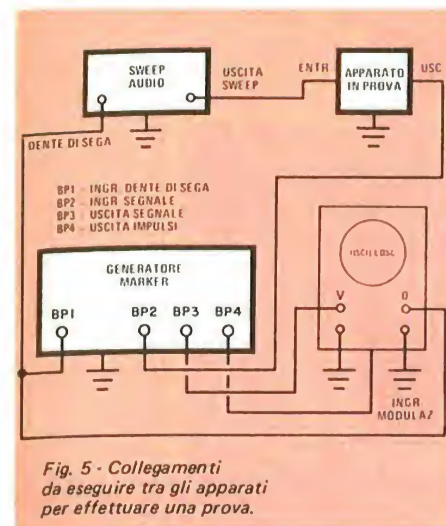 SWEEP
AUDIO
USCITA
SWEEP
ENTR
APPARATO
IN PROVA
USC
DENTE DI SEGA
BP1 - INGR. DENTE DI SEGA
BP2 - INGR SEGNALE
BP3 - USCITA SEGNALE
BP4 - USCITA IMPULSI
GENERATORE
MARKER
BP1 BP2 BP3 BP4
OSCILLOSC
V O
INGR
MODULAZ
Fig. 5 - Collegamenti
da eseguire tra gli apparati
per effettuare una prova.